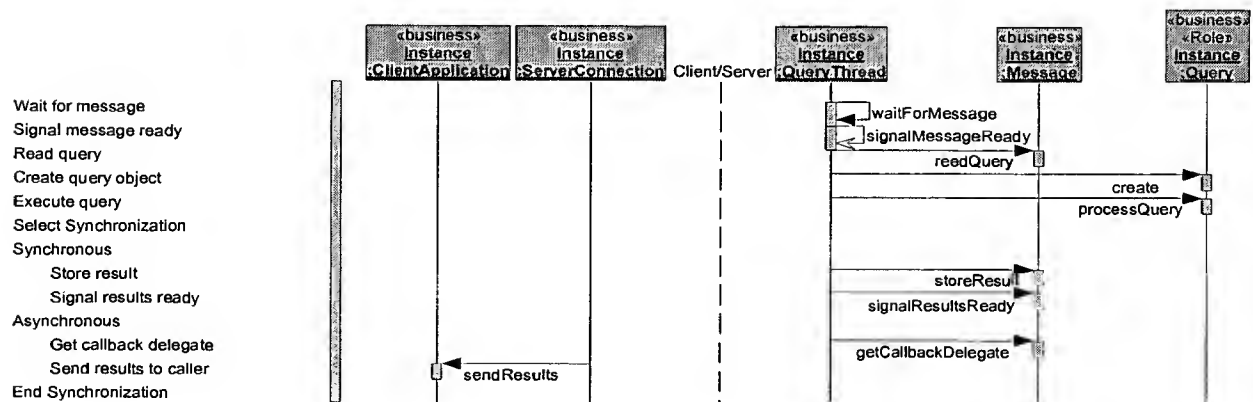 «business»
Instance
:ClientApplication
«business»
Instance
:ServerConnection
Client/Server
«business»
Instance
:QueryThread
«business»
Instance
:Message
«business»
«Role»
Instance
:Query
Wait for message
Signal message ready
Read query
Create query object
Execute query
Select Synchronization
Synchronous
Store result
Signal results ready
Asynchronous
Get callback delegate
Send results to caller
End Synchronization
waitForMessage
signalMessageReady
readQuery
create
processQuery
storeResult
signalResultsReady
getCallbackDelegate
sendResults